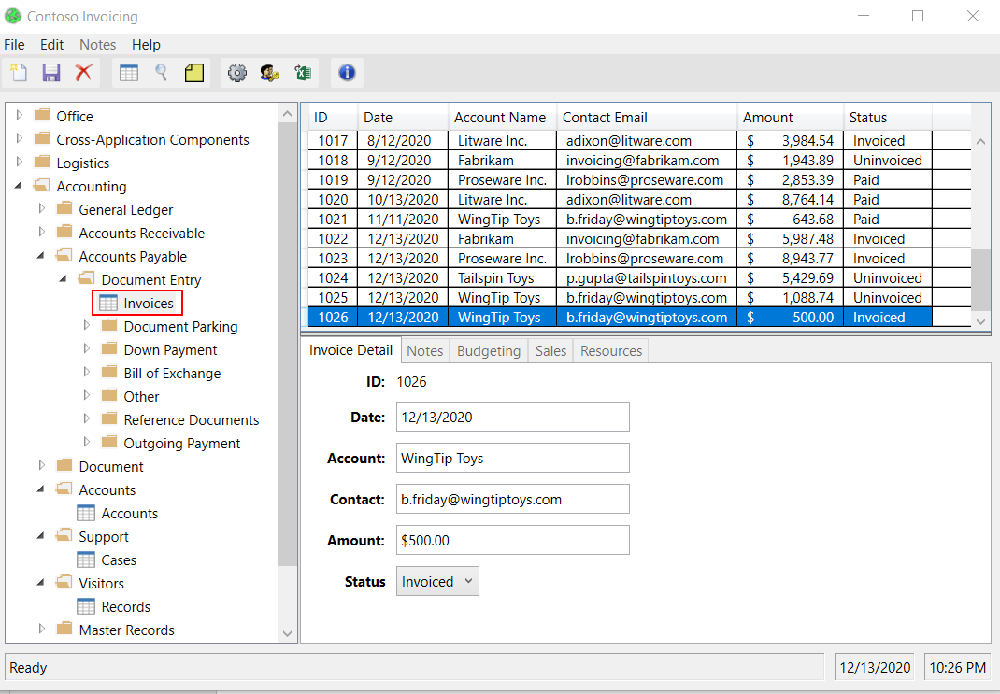 Contoso Invoicing
File Edit Notes Help
Office
Cross-Application Components
Logistics
Accounting
General Ledger
Accounts Receivable
Accounts Payable
Document Entry
Invoices
Document Parking
Down Payment
Bill of Exchange
Other
Reference Documents
Outgoing Payment
Document
Accounts
Accounts
Support
Cases
Visitors
Records
Master Records
ID Date Account Name Contact Email Amount Status
1017 8/12/2020 Litware Inc. adixon@litware.com $ 3,984.54 Invoiced
1018 9/12/2020 Fabrikam invoicing@fabrikam.com $ 1,943.89 Uninvoiced
1019 9/12/2020 Proseware Inc. lrobbins@proseware.com $ 2,853.39 Paid
1020 10/13/2020 Litware Inc. adixon@litware.com $ 8,764.14 Paid
1021 11/11/2020 WingTip Toys b.friday@wingtiptoys.com $ 643.68 Paid
1022 12/13/2020 Fabrikam invoicing@fabrikam.com $ 5,987.48 Invoiced
1023 12/13/2020 Proseware Inc. lrobbins@proseware.com $ 8,943.77 Invoiced
1024 12/13/2020 Tailspin Toys p.gupta@tailspintoys.com $ 5,429.69 Uninvoiced
1025 12/13/2020 WingTip Toys b.friday@wingtiptoys.com $ 1,088.74 Uninvoiced
1026 12/13/2020 WingTip Toys b.friday@wingtiptoys.com $ 500.00 Invoiced
Invoice Detail Notes Budgeting Sales Resources
ID: 1026
Date: 12/13/2020
Account: WingTip Toys
Contact: b.friday@wingtiptoys.com
Amount: $500.00
Status Invoiced
Ready 12/13/2020 10:26 PM